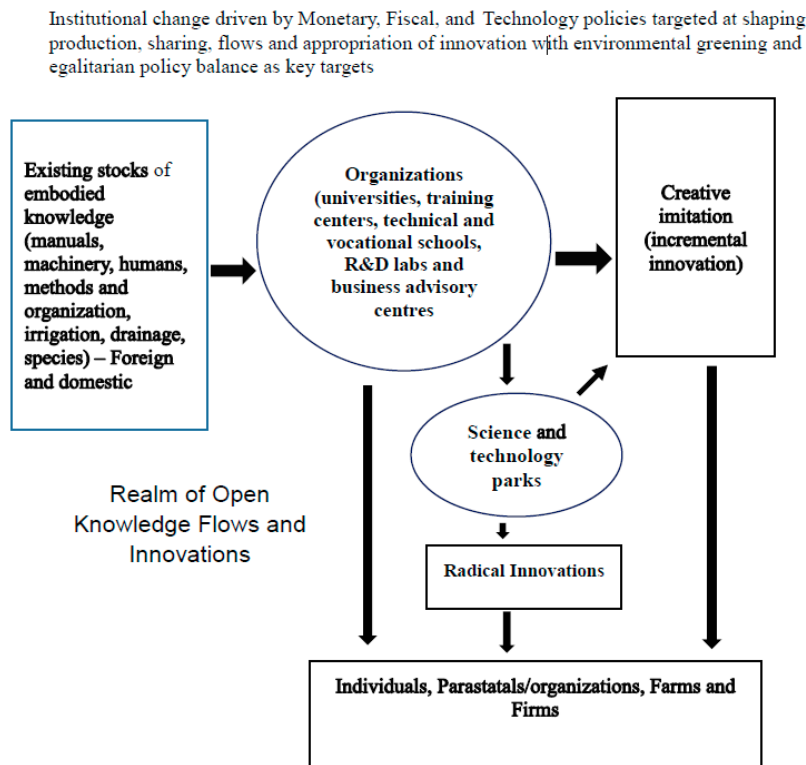 Institutional change driven by Monetary, Fiscal, and Technology policies targeted at shaping
production, sharing, flows and appropriation of innovation with environmental greening and
egalitarian policy balance as key targets
Existing stocks of
embodied
knowledge
(manuals,
machinery, humans,
methods and
organization,
irrigation, drainage,
species) – Foreign
and domestic
Organizations
(universities, training
centers, technical and
vocational schools,
R&D labs and
business advisory
centres
Creative
imitation
(incremental
innovation)
Science and
technology
parks
Realm of Open
Knowledge Flows and
Innovations
Radical Innovations
Individuals, Parastatals/organizations, Farms and
Firms